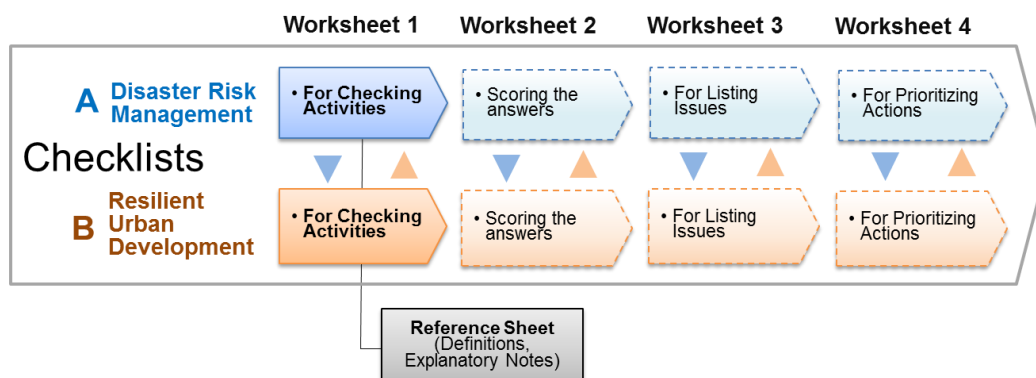 Worksheet 1
Worksheet 2
Worksheet 3
Worksheet 4
A Disaster Risk
Management
• For Checking
Activities
• Scoring the
answers
• For Listing
Issues
• For Prioritizing
Actions
Checklists
B Resilient
Urban
Development
• For Checking
Activities
• Scoring the
answers
• For Listing
Issues
• For Prioritizing
Actions
Reference Sheet
(Definitions,
Explanatory Notes)